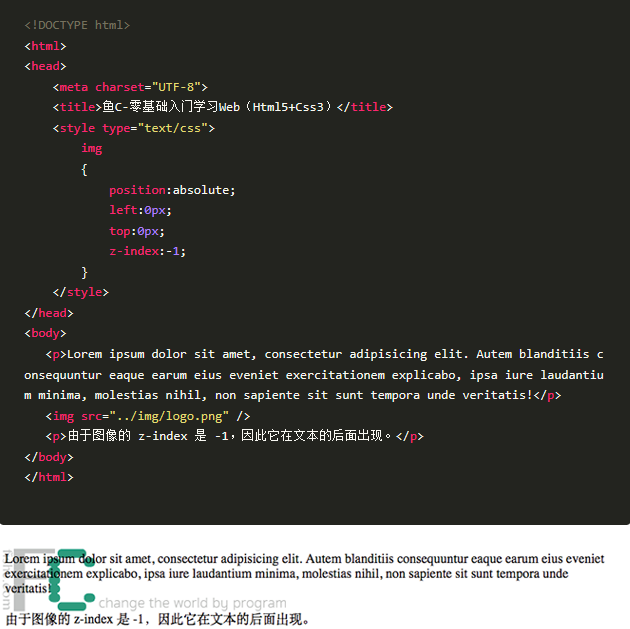 <!DOCTYPE html>
<html>
<head>
<meta charset="UTF-8">
<title>鱼C-零基础入门学习Web（Html5+Css3）</title>
<style type="text/css">
img
{
position:absolute;
left:0px;
top:0px;
z-index:-1;
}
</style>
</head>
<body>
<p>Lorem ipsum dolor sit amet, consectetur adipisicing elit. Autem blanditiis c
onsequuntur eaque earum eius eveniet exercitationem explicabo, ipsa iure laudantiu
m minima, molestias nihil, non sapiente sit sunt tempora unde veritatis!</p>
<img src="../img/logo.png" />
<p>由于图像的 z-index 是 -1，因此它在文本的后面出现。</p>
</body>
</html>
Lorem ipsum dolor sit amet, consectetur adipisicing elit. Autem blanditiis consequuntur eaque earum eius eveniet
exercitationem explicabo, ipsa iure laudantium minima, molestias nihil, non sapiente sit sunt tempora unde
veritatis!
change the world by program
由于图像的 z-index 是 -1，因此它在文本的后面出现。